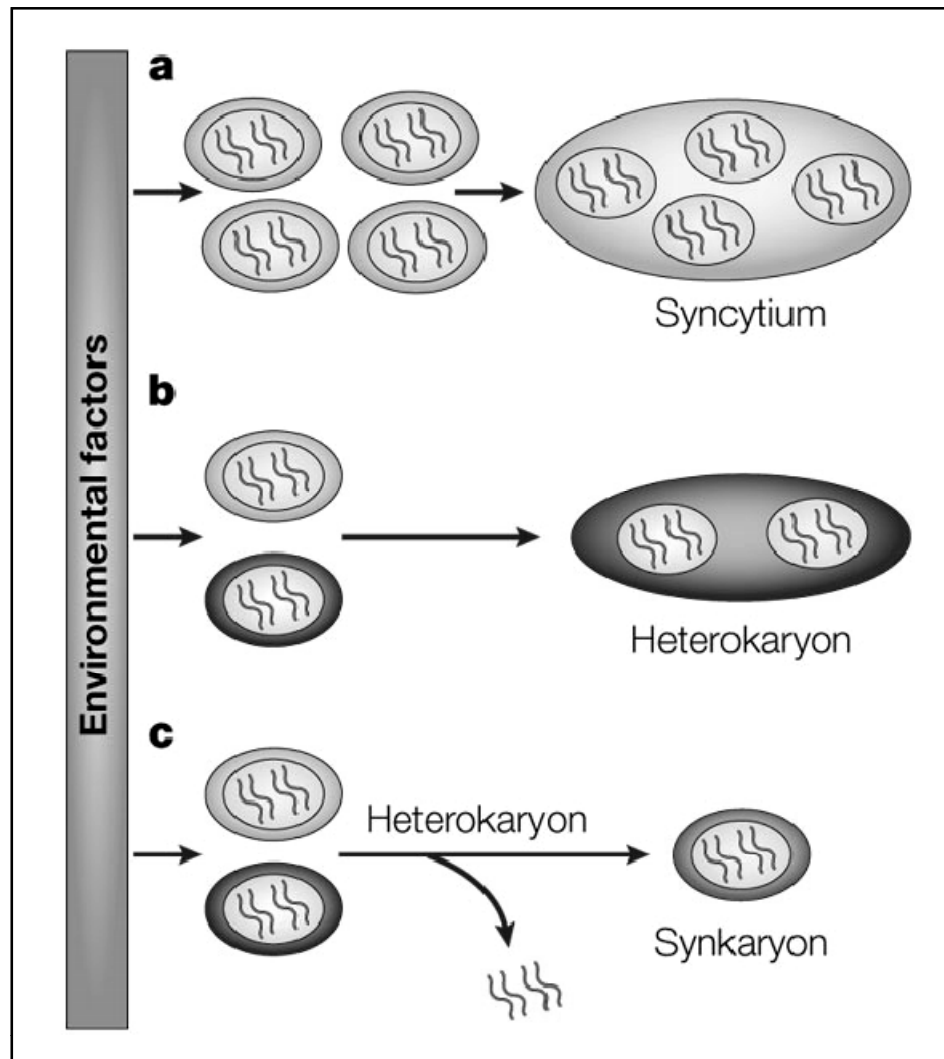 Environmental factors
a
Syncytium
b
Heterokaryon
c
Heterokaryon
Synkaryon